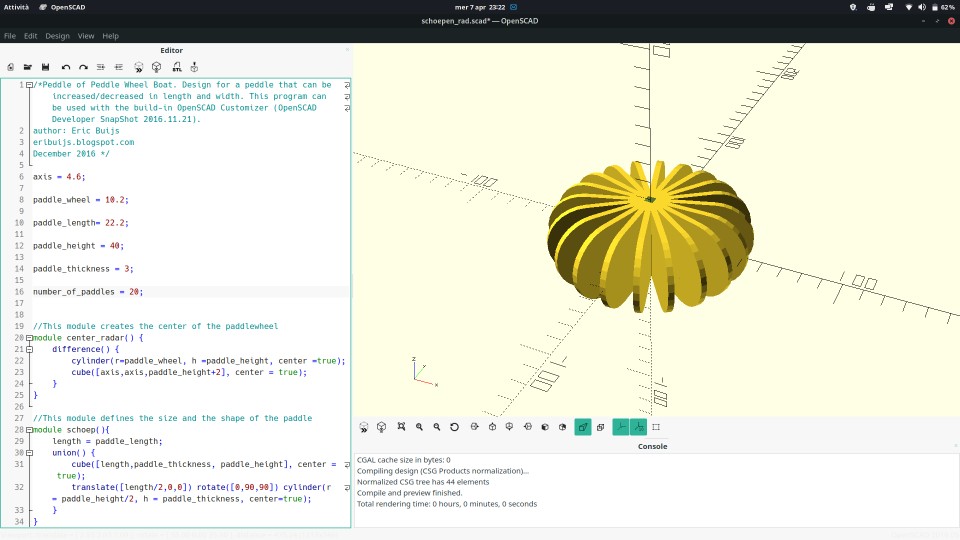 Attività OpenSCAD mer 7 apr 23:22 62%
schoepen_rad.scad* — OpenSCAD
File Edit Design View Help
Editor
1 /*Peddle of Peddle Wheel Boat. Design for a peddle that can be
increased/decreased in length and width. This program can
be used with the build-in OpenSCAD Customizer (OpenSCAD
Developer SnapShot 2016.11.21).
2 author: Eric Buijs
3 eribuijs.blogspot.com
4 December 2016 */
5
6 axis = 4.6;
7
8 paddle_wheel = 10.2;
9
10 paddle_length= 22.2;
11
12 paddle_height = 40;
13
14 paddle_thickness = 3;
15
16 number_of_paddles = 20;
17
18
19 //This module creates the center of the paddlewheel
20 module center_radar() {
21 difference() {
22 cylinder(r=paddle_wheel, h =paddle_height, center =true);
23 cube([axis,axis,paddle_height+2], center = true);
24 }
25 }
26
27 //This module defines the size and the shape of the paddle
28 module schoep(){
29 length = paddle_length;
30 union() {
31 cube([length,paddle_thickness, paddle_height], center =
true);
32 translate([length/2,0,0]) rotate([0,90,90]) cylinder(r
= paddle_height/2, h = paddle_thickness, center=true);
33 }
34 }
STL
z
y
x
Console
CGAL cache size in bytes: 0
Compiling design (CSG Products normalization)...
Normalized CSG tree has 44 elements
Compile and preview finished.
Total rendering time: 0 hours, 0 minutes, 0 seconds